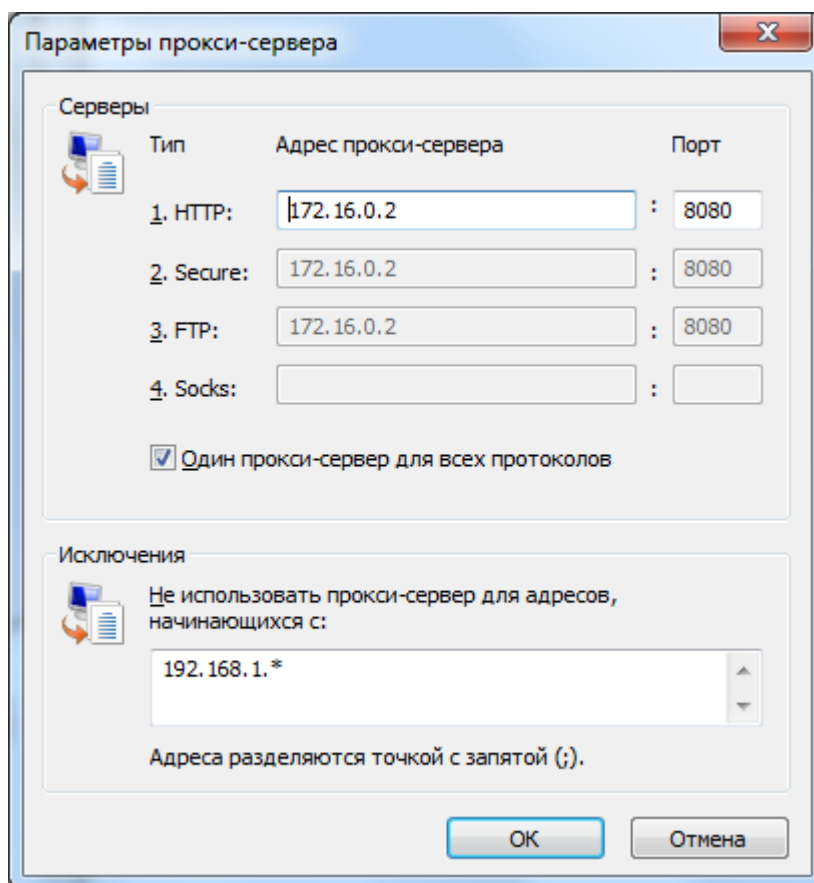 Параметры прокси-сервера
Серверы
Тип Адрес прокси-сервера Порт
1. HTTP: 172.16.0.2 : 8080
2. Secure: 172.16.0.2 : 8080
3. FTP: 172.16.0.2 : 8080
4. Socks: :
Один прокси-сервер для всех протоколов
Исключения
Не использовать прокси-сервер для адресов,
начинающихся с:
192.168.1.*
Адреса разделяются точкой с запятой (;).
ОК Отмена